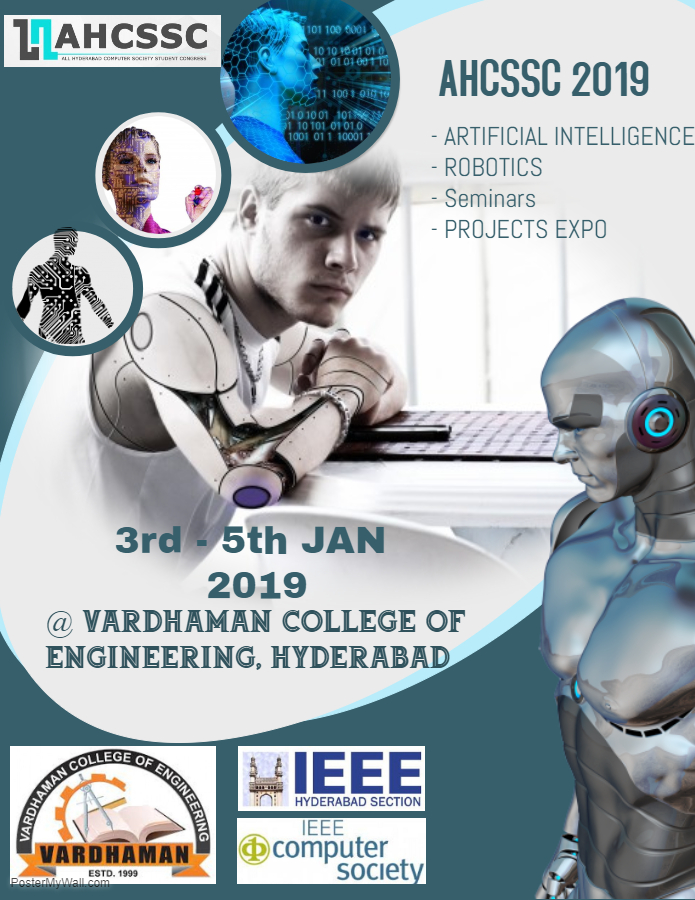 AHCSSC
ALL HYDERABAD COMPUTER SOCIETY STUDENT CONGRESS
AHCSSC 2019
- ARTIFICIAL INTELLIGENCE
- ROBOTICS
- Seminars
- PROJECTS EXPO
3rd - 5th JAN
2019
@ VARDHAMAN COLLEGE OF
ENGINEERING, HYDERABAD
VARDHAMAN COLLEGE OF ENGINEERING
VARDHAMAN
ESTD. 1999
IEEE
HYDERABAD SECTION
IEEE
computer
society
PosterMyWall.com